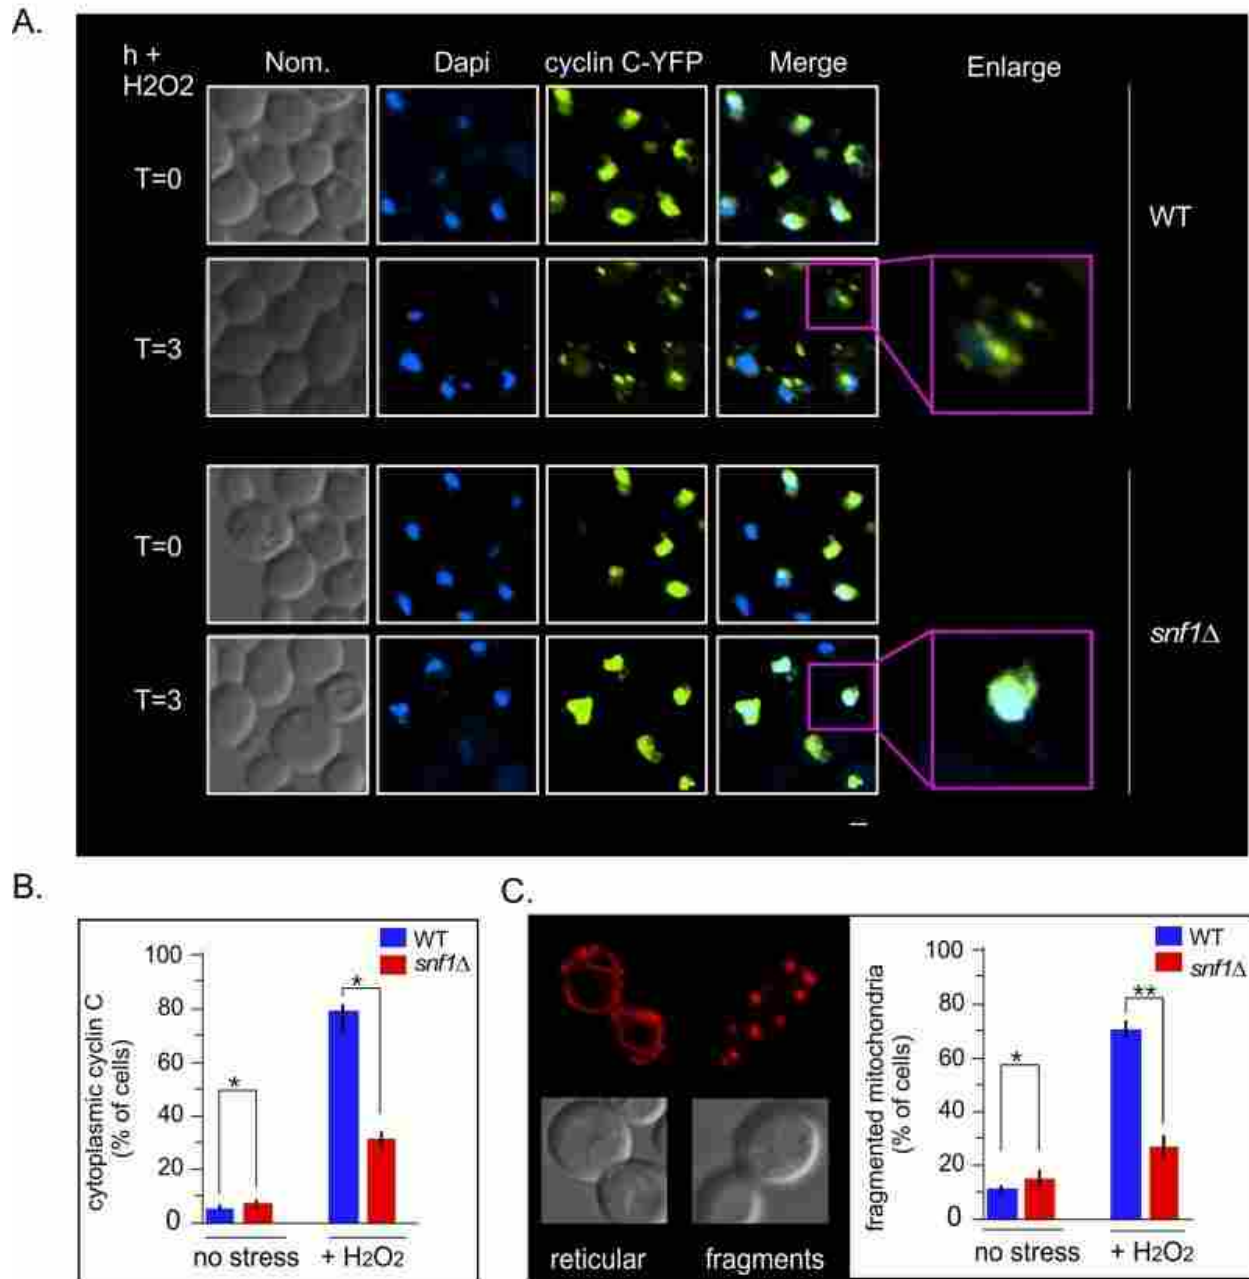 A.
h +
H2O2
Nom.
Dapi
cyclin C-YFP
Merge
Enlarge
T=0
WT
T=3
T=0
snf1Δ
T=3
B.
cytoplasmic cyclin C
(% of cells)
100
80
60
40
20
0
WT
snf1Δ
*
*
no stress
+ H2O2
C.
reticular
fragments
fragmented mitochondria
(% of cells)
100
80
60
40
20
0
WT
snf1Δ
*
**
no stress
+ H2O2